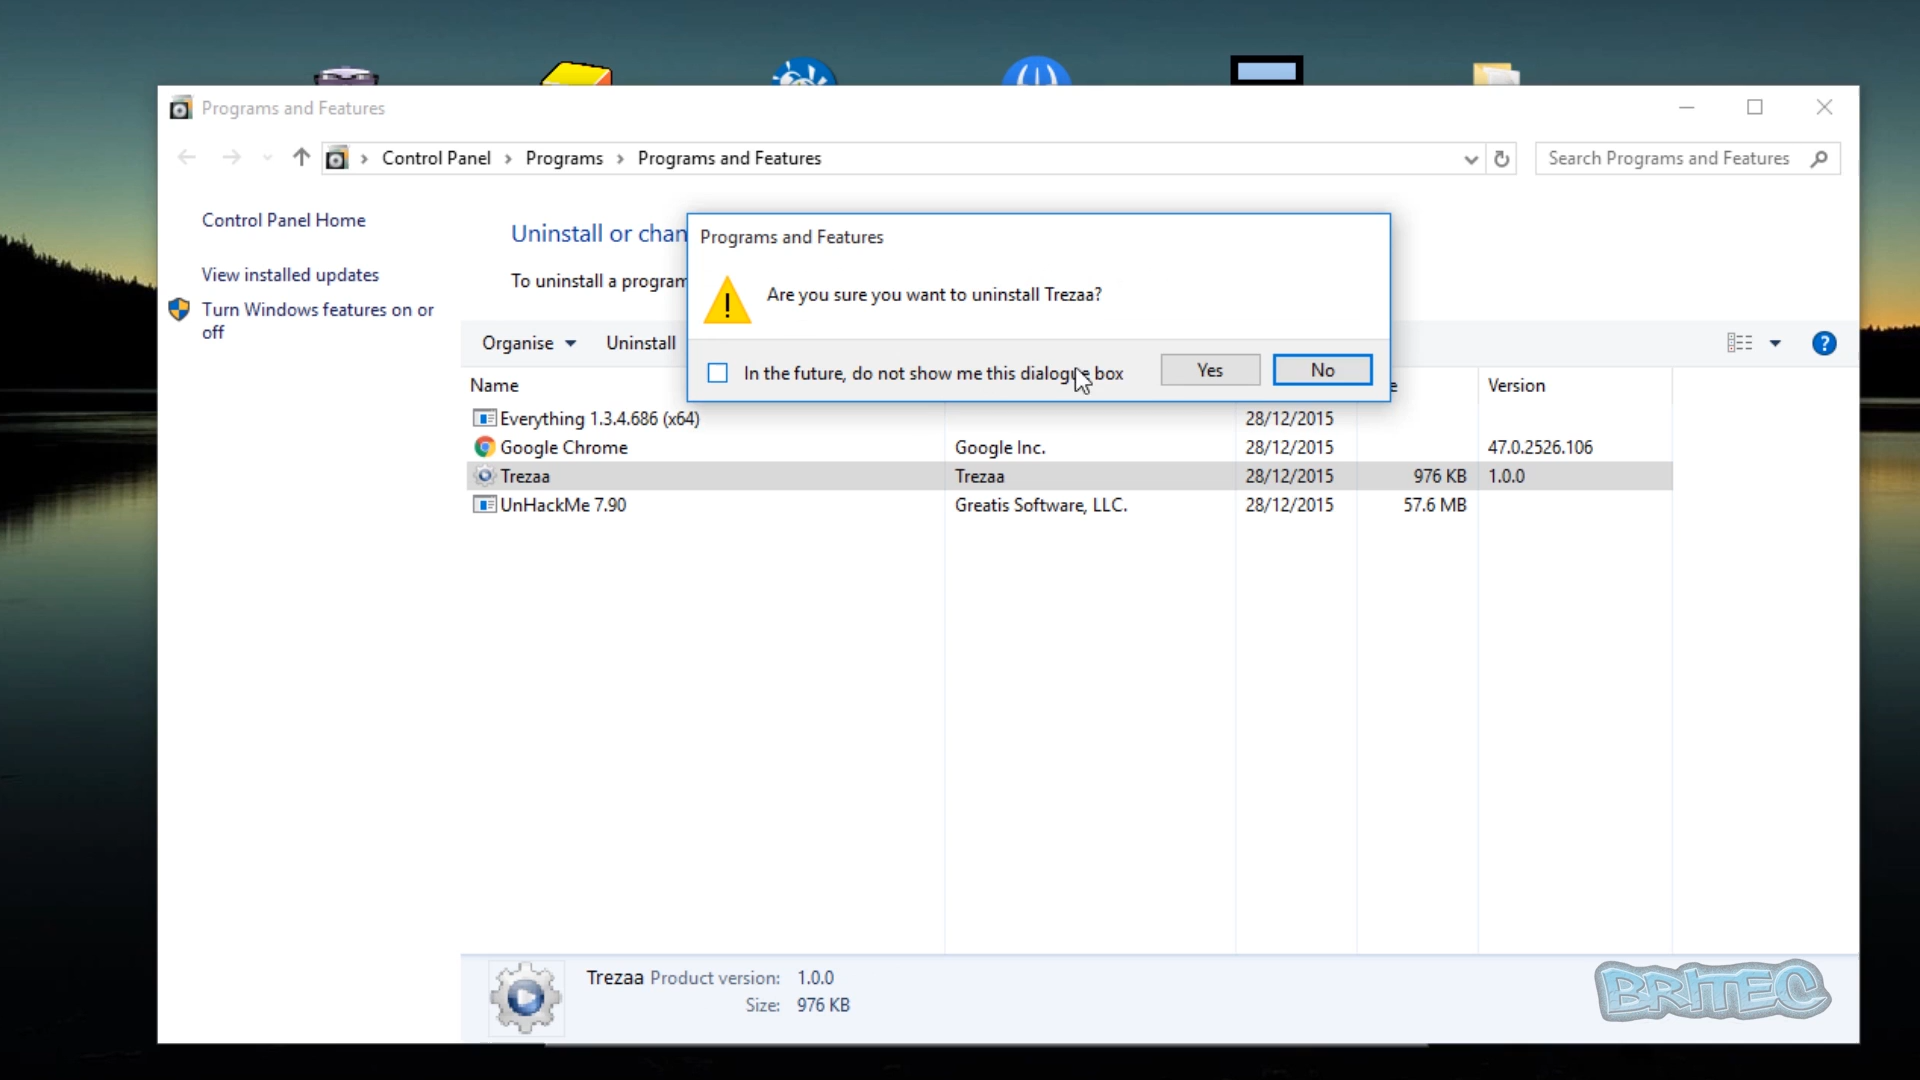 Programs and Features
Control Panel › Programs › Programs and Features
Search Programs and Features
Control Panel Home
View installed updates
Turn Windows features on or
off
Uninstall or chan
To uninstall a program
Programs and Features
Are you sure you want to uninstall Trezaa?
In the future, do not show me this dialogue box
Yes
No
Organise
Uninstall
Name
e
Version
Everything 1.3.4.686 (x64) 28/12/2015
Google Chrome Google Inc. 28/12/2015 47.0.2526.106
Trezaa Trezaa 28/12/2015 976 KB 1.0.0
UnHackMe 7.90 Greatis Software, LLC. 28/12/2015 57.6 MB
Trezaa Product version: 1.0.0
Size: 976 KB
BRITEC